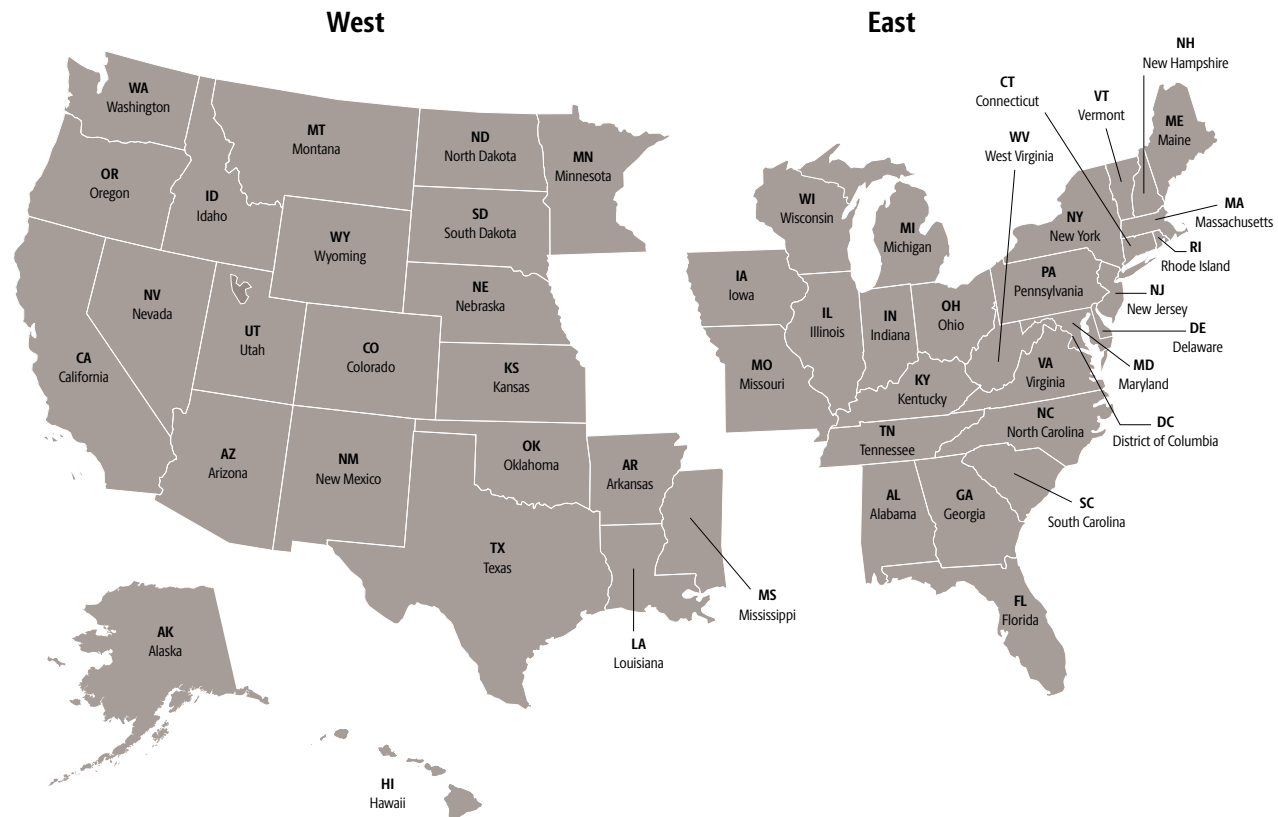 West
East
WA
Washington
OR
Oregon
ID
Idaho
MT
Montana
ND
North Dakota
MN
Minnesota
SD
South Dakota
WY
Wyoming
NE
Nebraska
NV
Nevada
UT
Utah
CA
California
CO
Colorado
KS
Kansas
AZ
Arizona
NM
New Mexico
OK
Oklahoma
AR
Arkansas
TX
Texas
MS
Mississippi
LA
Louisiana
AK
Alaska
HI
Hawaii
NH
New Hampshire
CT
Connecticut
VT
Vermont
ME
Maine
WV
West Virginia
WI
Wisconsin
MI
Michigan
NY
New York
MA
Massachusetts
RI
Rhode Island
IA
Iowa
PA
Pennsylvania
NJ
New Jersey
IL
Illinois
IN
Indiana
OH
Ohio
DE
Delaware
MO
Missouri
KY
Kentucky
VA
Virginia
MD
Maryland
TN
Tennessee
NC
North Carolina
DC
District of Columbia
AL
Alabama
GA
Georgia
SC
South Carolina
FL
Florida